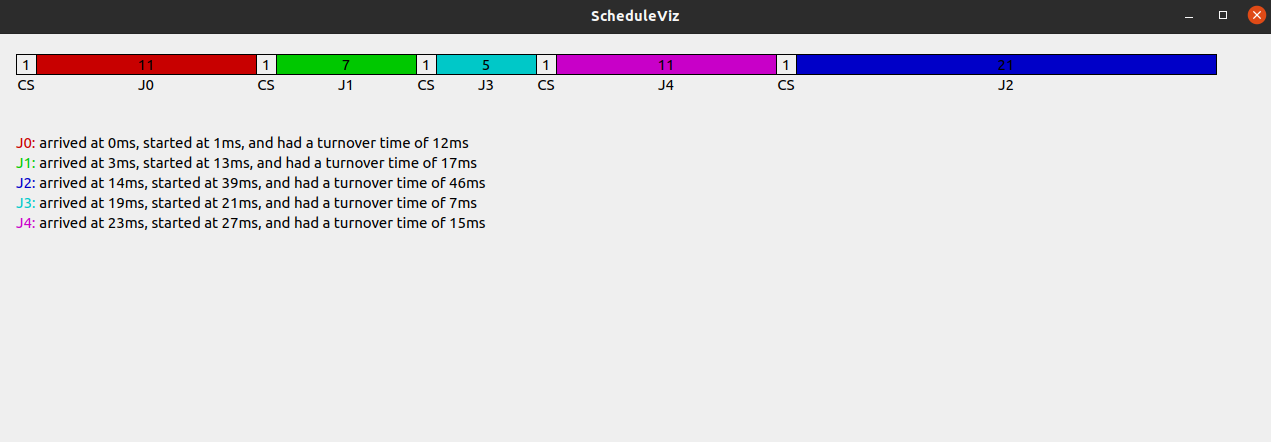 ScheduleViz
1 11 1 7 1 5 1 11 1 21
CS J0 CS J1 CS J3 CS J4 CS J2
J0: arrived at 0ms, started at 1ms, and had a turnover time of 12ms
J1: arrived at 3ms, started at 13ms, and had a turnover time of 17ms
J2: arrived at 14ms, started at 39ms, and had a turnover time of 46ms
J3: arrived at 19ms, started at 21ms, and had a turnover time of 7ms
J4: arrived at 23ms, started at 27ms, and had a turnover time of 15ms